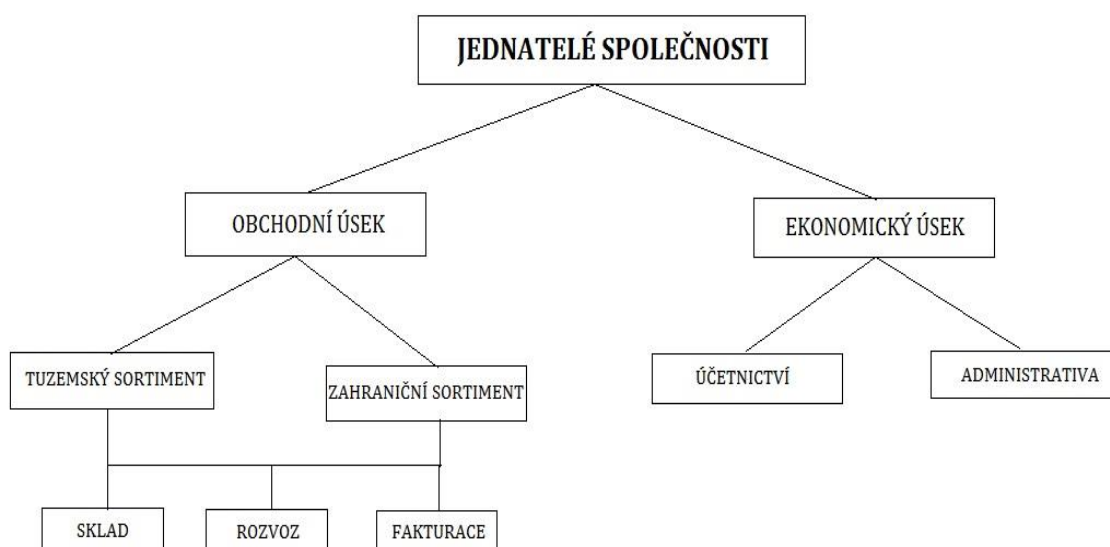 JEDNATELÉ SPOLEČNOSTI
OBCHODNÍ ÚSEK
EKONOMICKÝ ÚSEK
TUZEMSKÝ SORTIMENT
ZAHRANIČNÍ SORTIMENT
ÚČETNICTVÍ
ADMINISTRATIVA
SKLAD
ROZVOZ
FAKTURACE